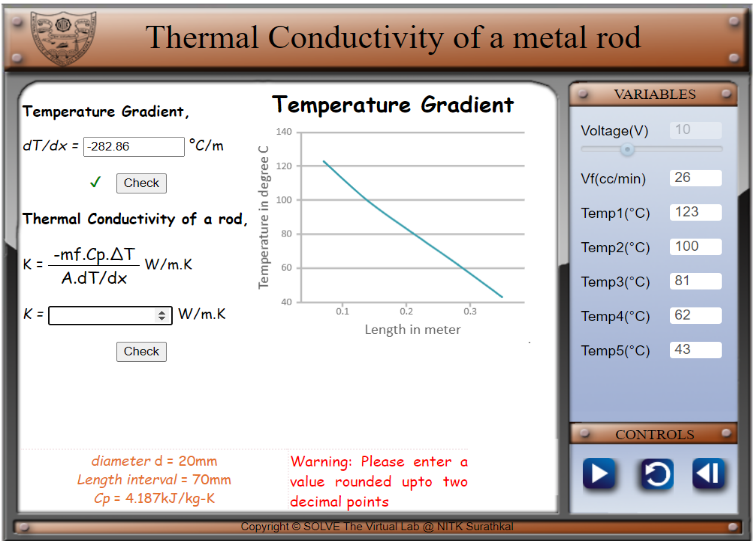 Thermal Conductivity of a metal rod
Temperature Gradient,
dT/dx = -282.86 °C/m
✓ Check
Thermal Conductivity of a rod,
K = -mf.Cp.ΔT W/m.K
A.dT/dx
K = W/m.K
Check
Temperature Gradient
140
120
100
80
60
40
Temperature in degree C
0.1 0.2 0.3
Length in meter
diameter d = 20mm
Length interval = 70mm
Cp = 4.187kJ/kg-K
Warning: Please enter a
value rounded upto two
decimal points
VARIABLES
Voltage(V) 10
Vf(cc/min) 26
Temp1(°C) 123
Temp2(°C) 100
Temp3(°C) 81
Temp4(°C) 62
Temp5(°C) 43
CONTROLS
Copyright © SOLVE The Virtual Lab @ NITK Surathkal